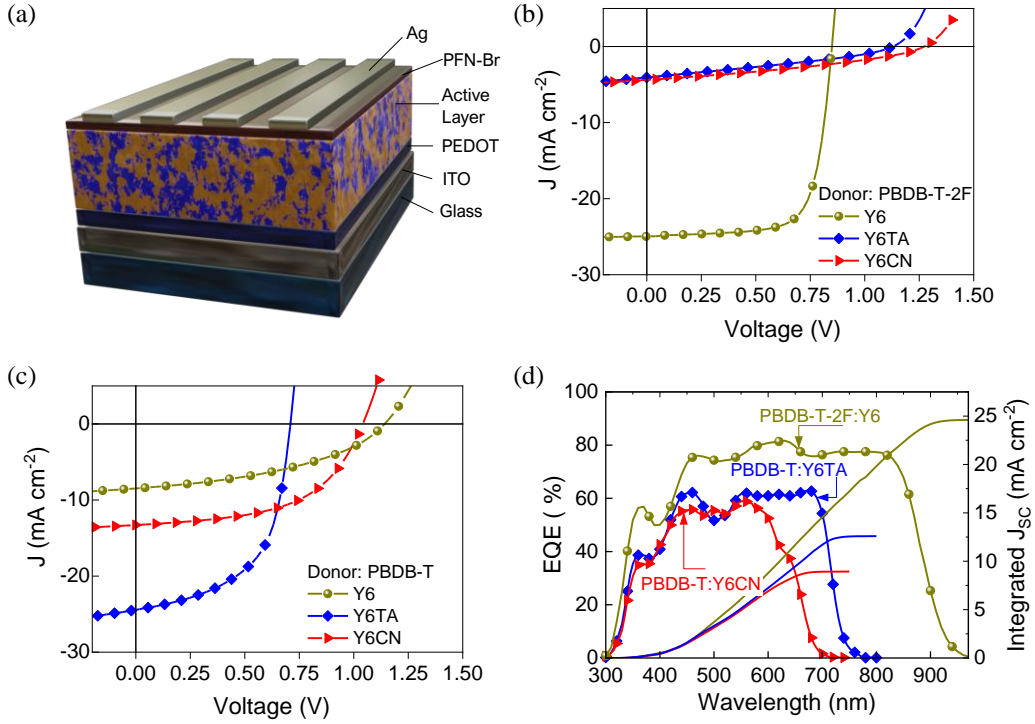 (a)
Ag
PFN-Br
Active
Layer
PEDOT
ITO
Glass
(b)
0
-10
-20
-30
J (mA cm-2)
0.00 0.25 0.50 0.75 1.00 1.25 1.50
Voltage (V)
Donor: PBDB-T-2F
Y6
Y6TA
Y6CN
(c)
0
-10
-20
-30
J (mA cm-2)
0.00 0.25 0.50 0.75 1.00 1.25 1.50
Voltage (V)
Donor: PBDB-T
Y6
Y6TA
Y6CN
(d)
100
80
60
40
20
0
EQE ( %)
300 400 500 600 700 800 900
Wavelength (nm)
25
20
15
10
5
0
Integrated JSC (mA cm-2)
PBDB-T-2F:Y6
PBDB-T:Y6TA
PBDB-T:Y6CN